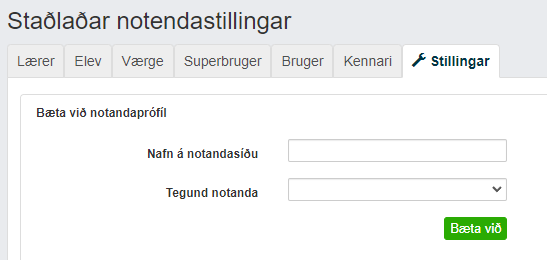 Staðlaðar notendastillingar
Lærer Elev Værge Superbruger Bruger Kennari Stillingar
Bæta við notandaprófíl
Nafn á notandasíðu
Tegund notanda
Bæta við